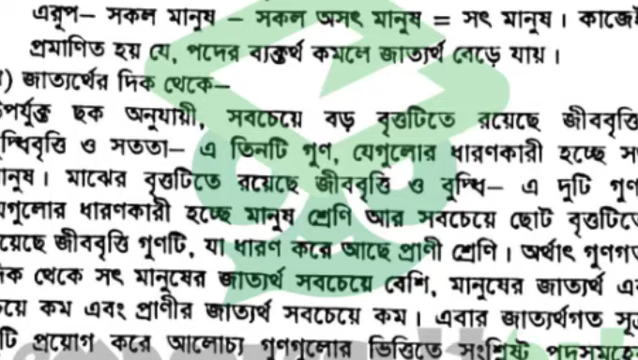 এরূপ– সকল মানুষ – সকল অসৎ মানুষ = সৎ মানুষ। কাজেই
প্রমাণিত হয় যে, পদের ব্যক্ত্যর্থ কমলে জাত্যর্থ বেড়ে যায়।
) জাত্যর্থের দিক থেকে–
উপর্যুক্ত ছক অনুযায়ী, সবচেয়ে বড় বৃত্তটিতে রয়েছে জীববৃত্তি
বুদ্ধিবৃত্তি ও সততা– এ তিনটি গুণ, যেগুলোর ধারণকারী হচ্ছে সৎ
মানুষ। মাঝের বৃত্তটিতে রয়েছে জীববৃত্তি ও বুদ্ধি– এ দুটি গুণ
যেগুলোর ধারণকারী হচ্ছে মানুষ শ্রেণি আর সবচেয়ে ছোট বৃত্তটিতে
রয়েছে জীববৃত্তি গুণটি, যা ধারণ করে আছে প্রাণী শ্রেণি। অর্থাৎ গুণগত
দিক থেকে সৎ মানুষের জাত্যর্থ সবচেয়ে বেশি, মানুষের জাত্যর্থ এর
চেয়ে কম এবং প্রাণীর জাত্যর্থ সবচেয়ে কম। এবার জাত্যর্থগত সূত্র
টি প্রয়োগ করে আলোচ্য গুণগুলোর ভিত্তিতে সংশ্লিষ্ট পদসমূহের